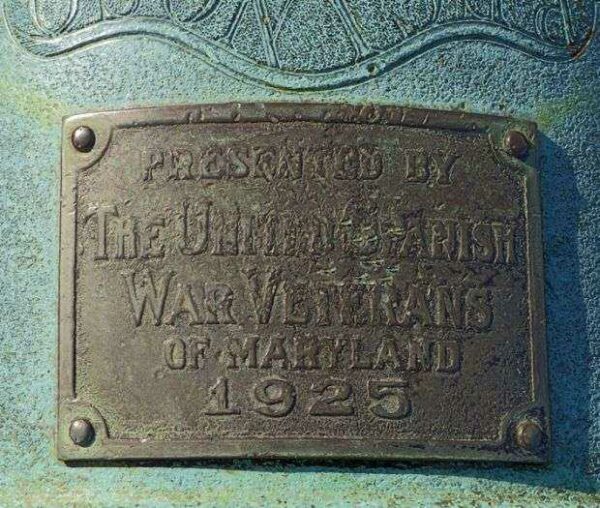 PRESENTED BY
THE UNITED SPANISH
WAR VETERANS
OF MARYLAND
1925